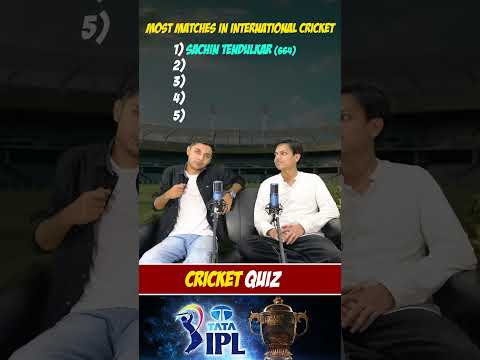 5)
MOST MATCHES IN INTERNATIONAL CRICKET
1) SACHIN TENDULKAR (664)
2)
3)
4)
5)
CRICKET QUIZ
TATA
IPL